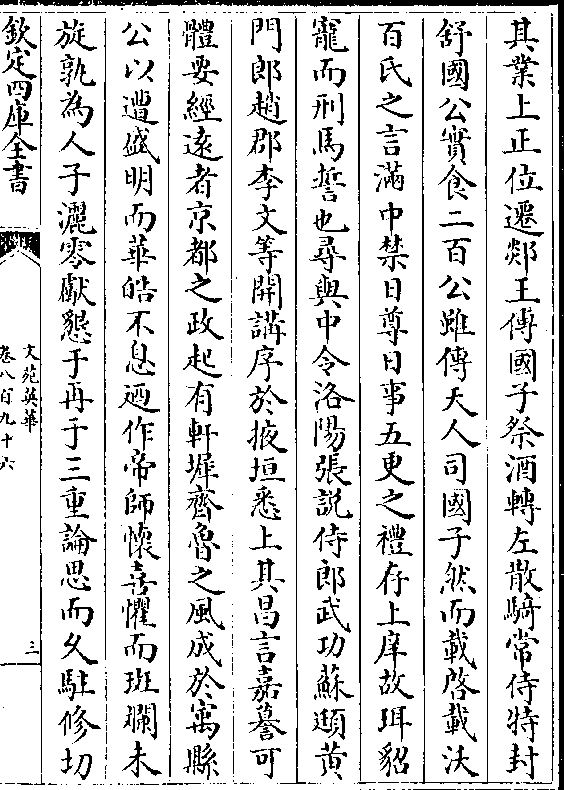 其業上正位遷郯王傅國子祭酒轉左散騎常侍特封
舒國公實食二百公雖傅天人司國子然而載啓載沃
百氏之言滿中禁日尊日事五更之禮存上庠故珥貂
寵而刑馬誓也尋與中令洛陽張說侍郎武功蘇頲黄
門郎趙郡李文等開講序於掖垣悉上其昌言嘉謩可
體要經逺者京都之政起有軒墀齊魯之風成於寓縣
公以遭盛明而華皓不息廼作帝師懷喜懼而斑斕未
旋孰為人子灑零獻懇于再于三重論思而久駐修切
欽定四庫全書
文苑英華
卷八百九十六
三